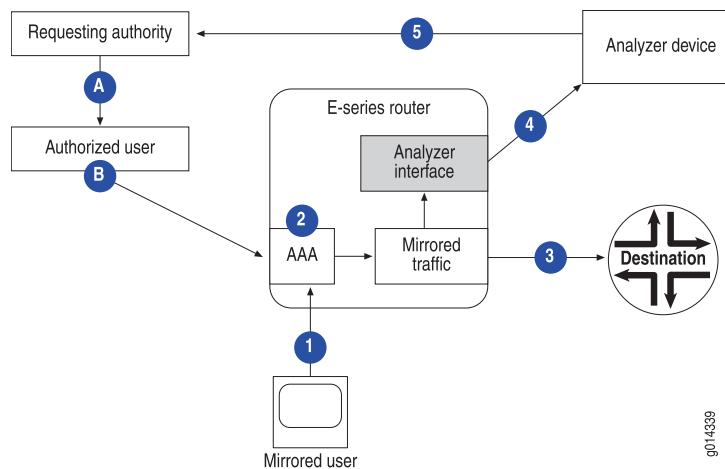 Requesting authority
5
Analyzer device
A
E-series router
4
Authorized user
Analyzer
interface
B
2
AAA
Mirrored
traffic
3
Destination
1
Mirrored user
g014339